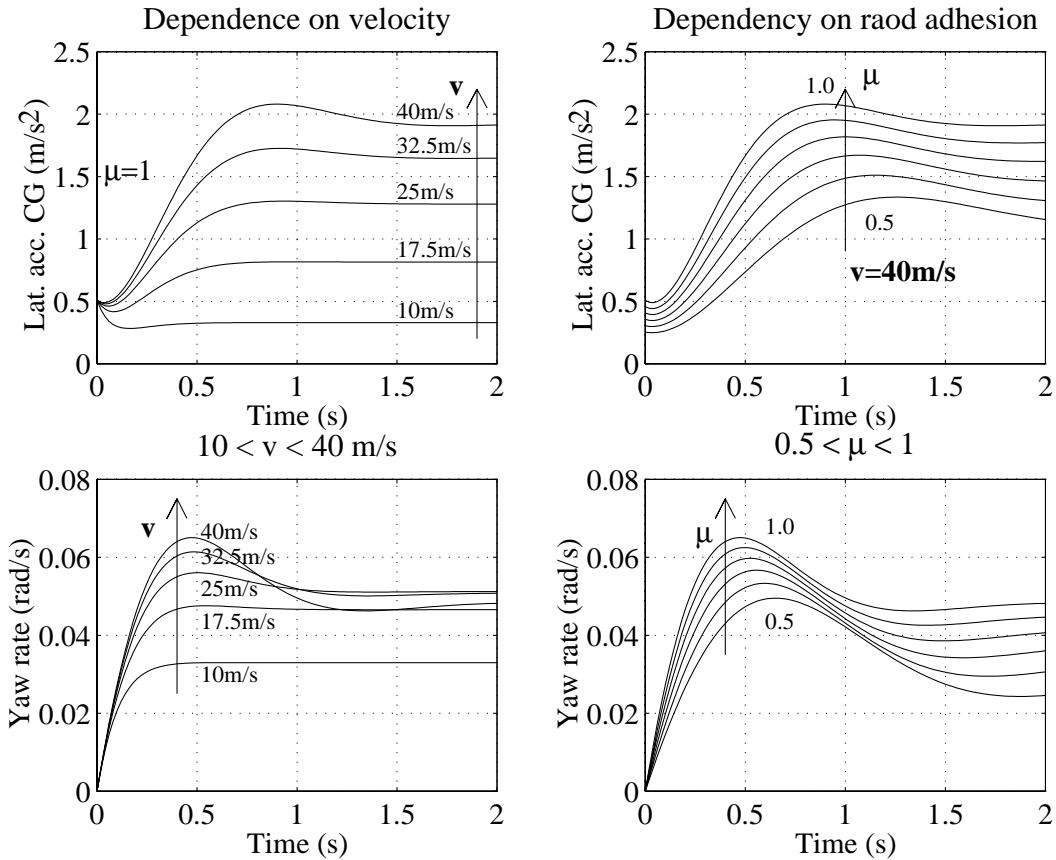 Dependence on velocity
Lat. acc. CG (m/s2)
2.5
2
1.5
1
0.5
0
v
40m/s
32.5m/s
μ=1
25m/s
17.5m/s
10m/s
0 0.5 1 1.5 2
Time (s)
Dependency on raod adhesion
Lat. acc. CG (m/s2)
2.5
2
1.5
1
0.5
0
1.0
μ
0.5
v=40m/s
0 0.5 1 1.5 2
Time (s)
10 < v < 40 m/s
Yaw rate (rad/s)
0.08
0.06
0.04
0.02
0
v
40m/s
32.5m/s
25m/s
17.5m/s
10m/s
0 0.5 1 1.5 2
Time (s)
0.5 < μ < 1
Yaw rate (rad/s)
0.08
0.06
0.04
0.02
0
1.0
μ
0.5
0 0.5 1 1.5 2
Time (s)